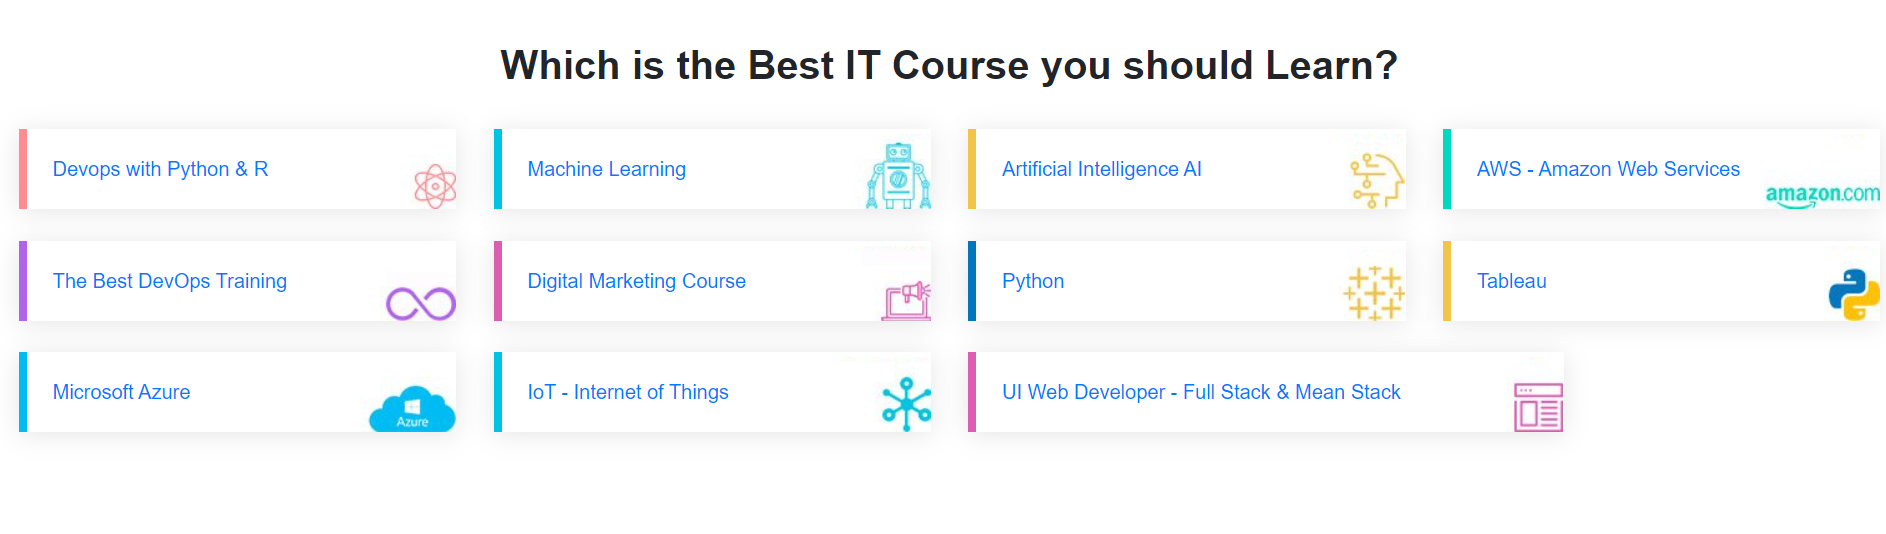 Which is the Best IT Course you should Learn?
Devops with Python & R
Machine Learning
Artificial Intelligence AI
AWS - Amazon Web Services
amazon.com
The Best DevOps Training
Digital Marketing Course
Python
Tableau
Microsoft Azure
Azure
IoT - Internet of Things
UI Web Developer - Full Stack & Mean Stack